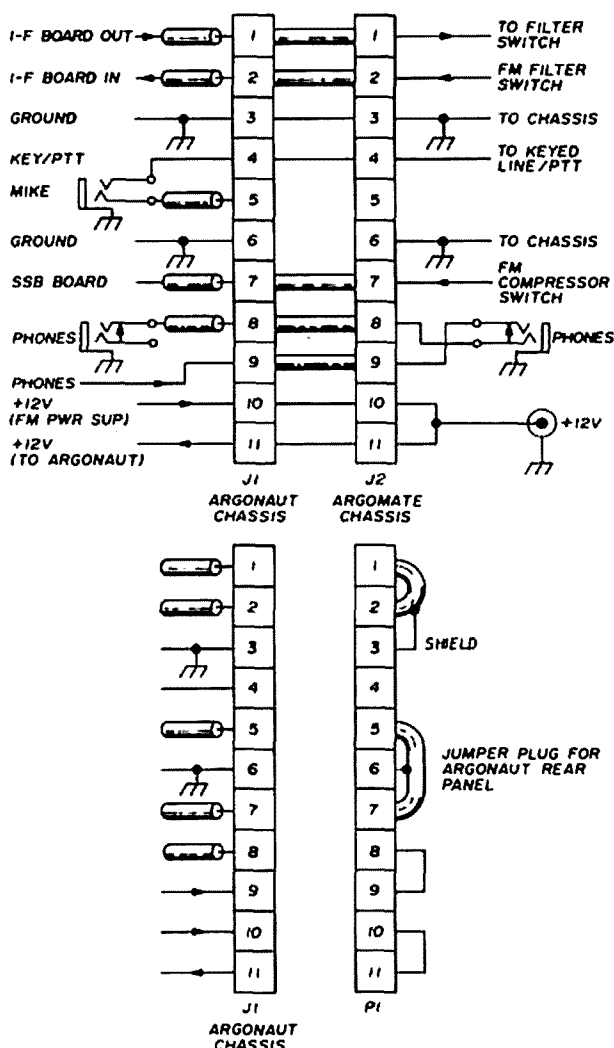 I-F BOARD OUT 1 1 TO FILTER SWITCH
I-F BOARD IN 2 2 FM FILTER SWITCH
GROUND 3 3 TO CHASSIS
KEY/PTT 4 4 TO KEYED LINE/PTT
MIKE 5 5
GROUND 6 6 TO CHASSIS
SSB BOARD 7 7 FM COMPRESSOR SWITCH
PHONES 8 8 PHONES
PHONES 9 9
+12V (FM PWR SUP) 10 10 +12V
+12V (TO ARGONAUT) 11 11
J1 ARGONAUT CHASSIS
J2 ARGOMATE CHASSIS
1 1
2 2
3 3 SHIELD
4 4
5 5
6 6 JUMPER PLUG FOR ARGONAUT REAR PANEL
7 7
8 8
9 9
10 10
11 11
J1 ARGONAUT CHASSIS
P1